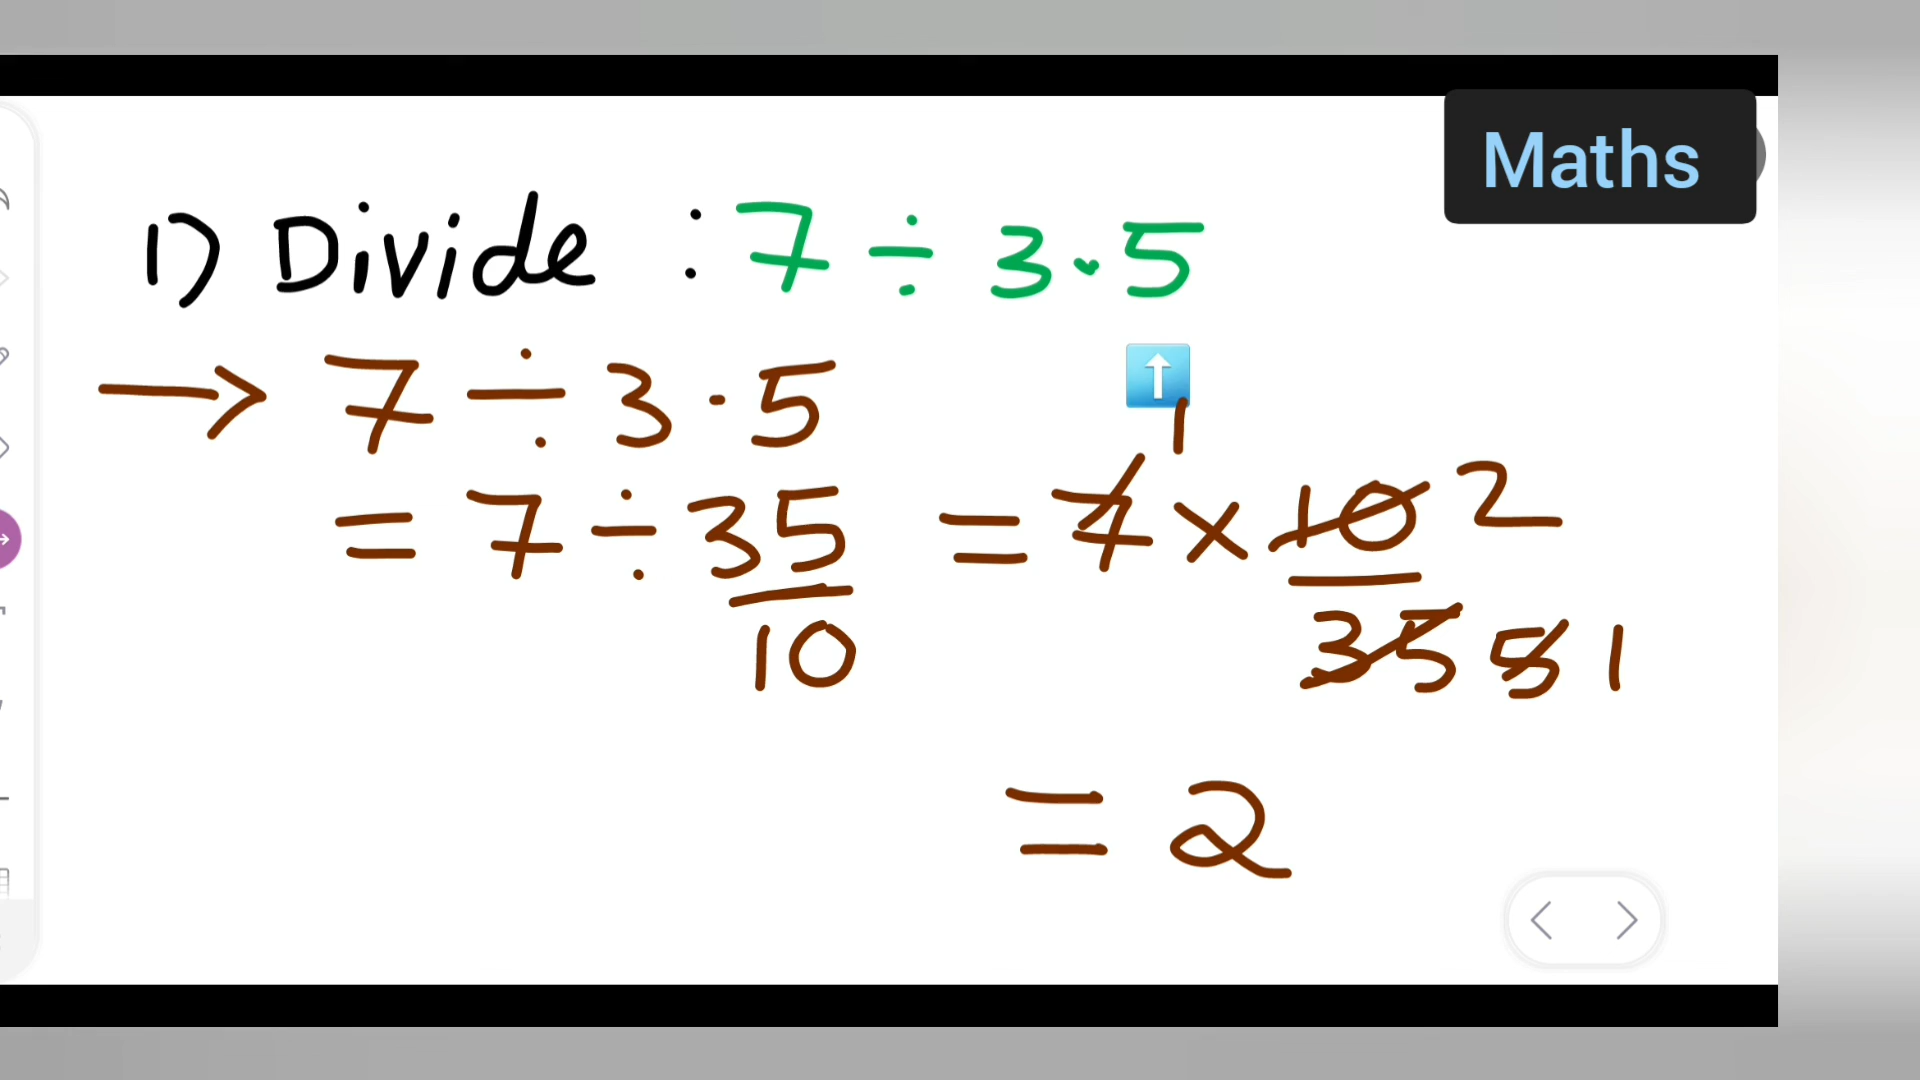 Maths
1) Divide : 7 ÷ 3.5
→ 7 ÷ 3.5
= 7 ÷ 35/10 = 7 1 × 10 2/35 5 1
= 2